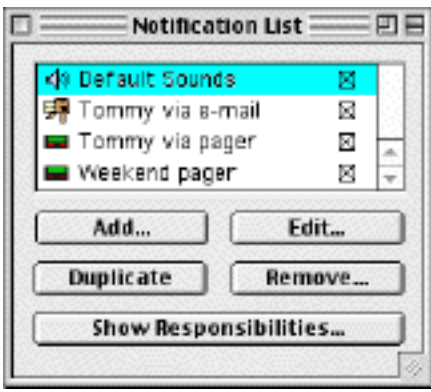 Notification List
Default Sounds
Tommy via e-mail
Tommy via pager
Weekend pager
Add... Edit...
Duplicate Remove...
Show Responsibilities...